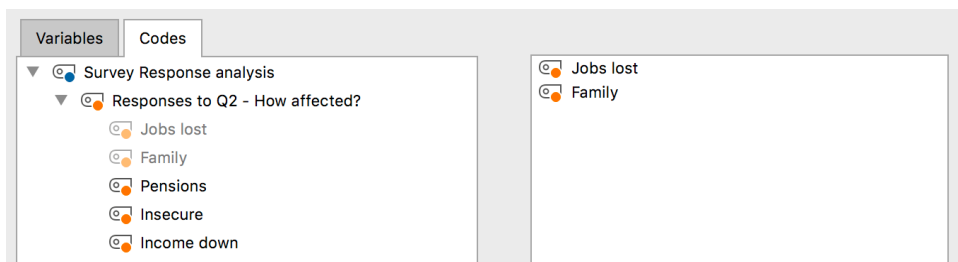 Variables Codes
Survey Response analysis
Responses to Q2 - How affected?
Jobs lost
Family
Pensions
Insecure
Income down
Jobs lost
Family